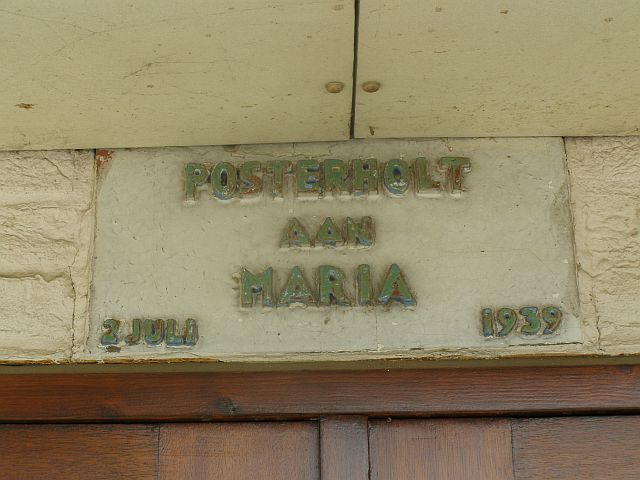 POSTERHOLT
AAN
MARIA
2 JULI 1939